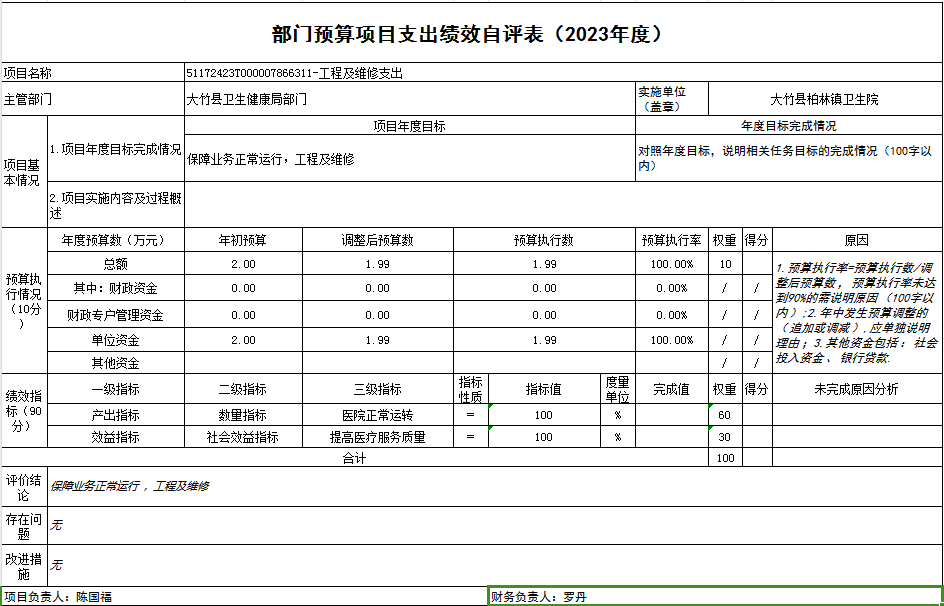 部门预算项目支出绩效自评表（2023年度）
项目名称
51172423T000007866311-工程及维修支出
主管部门
大竹县卫生健康局部门
实施单位
（盖章）
大竹县柏林镇卫生院
项目基
本情况
1.项目年度目标完成情况
项目年度目标
年度目标完成情况
保障业务正常运行，工程及维修
对照年度目标，说明相关任务目标的完成情况（100字以
内）
2.项目实施内容及过程概
述
预算执
行情况
（10分
）
年度预算数（万元）
年初预算
调整后预算数
预算执行数
预算执行率
权重
得分
原因
总额
2.00
1.99
1.99
100.00%
10
1.预算执行率=预算执行数/调
整后预算数，预算执行率未达
到90%的需说明原因（100字以
内）;2.年中发生预算调整的
（追加或调减）,应单独说明
理由；3.其他资金包括：社会
投入资金、银行贷款.
其中：财政资金
0.00
0.00
0.00
0.00%
/
/
财政专户管理资金
0.00
0.00
0.00
0.00%
/
/
单位资金
2.00
1.99
1.99
100.00%
/
/
其他资金
/
/
绩效指
标（90
分）
一级指标
二级指标
三级指标
指标
性质
指标值
度量
单位
完成值
权重
得分
未完成原因分析
产出指标
数量指标
医院正常运转
=
100
%
60
效益指标
社会效益指标
提高医疗服务质量
=
100
%
30
合计
100
评价结
论
保障业务正常运行，工程及维修
存在问
题
无
改进措
施
无
项目负责人：陈国福
财务负责人：罗丹